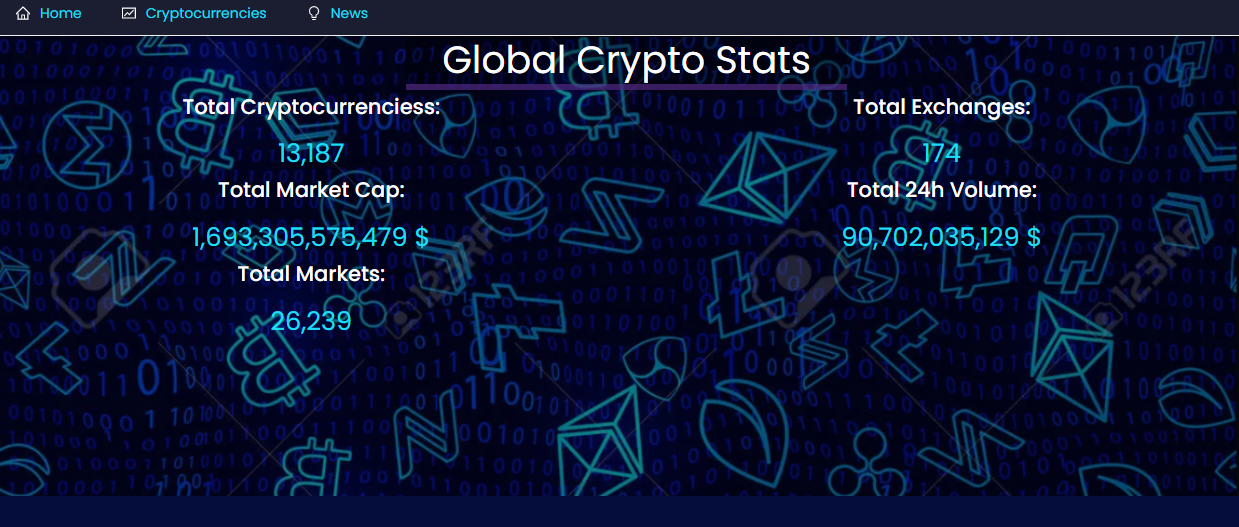 Home
Cryptocurrencies
News
Global Crypto Stats
Total Cryptocurrenciess:
13,187
Total Exchanges:
174
Total Market Cap:
1,693,305,575,479 $
Total 24h Volume:
90,702,035,129 $
Total Markets:
26,239
123RF
123RF